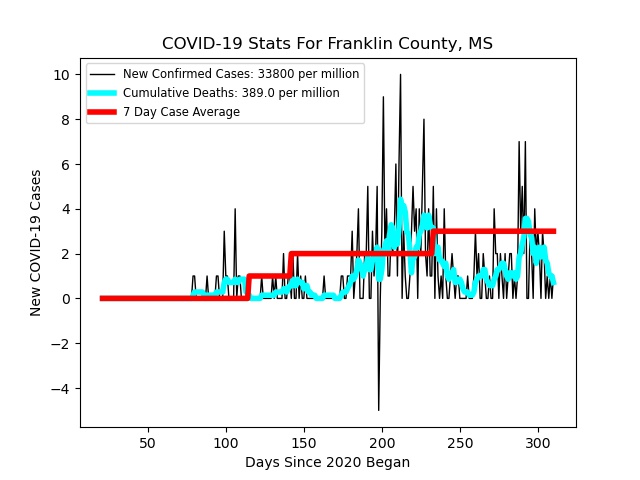 COVID-19 Stats For Franklin County, MS
New Confirmed Cases: 33800 per million
Cumulative Deaths: 389.0 per million
7 Day Case Average
New COVID-19 Cases
10
8
6
4
2
0
−2
−4
50 100 150 200 250 300
Days Since 2020 Began